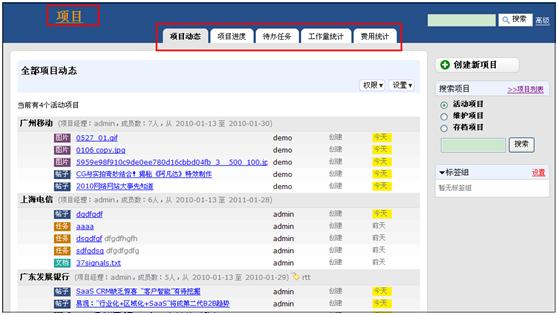 项目
搜索 高级
项目动态 项目进度 待办任务 工作量统计 费用统计
全部项目动态
权限▼ 设置▼
当前有4个活动项目
广州移动 (项目经理：admin，成员数：7人，从 2010-01-13 至 2010-01-30)
图片 0527_01.gif demo 创建 今天
图片 0106 copy.jpg demo 创建 今天
图片 5959e98f910c9de0ee780d16cbbd04fb_3__500_100.jp demo 创建 今天
帖子 CG与实拍奇妙结合！揭秘《阿凡达》特效制作 demo 创建 今天
帖子 2010网络网站大事先知道 demo 创建 今天
上海电信 (项目经理：admin，成员数：6人，从 2010-01-13 至 2011-01-28)
帖子 dgdfgdf admin 创建 今天
任务 aaaa admin 创建 前天
任务 dsgdfgf dfgdfhgfh admin 创建 前天
任务 sdfgdsg dfgdfgdfg admin 创建 前天
文档 37signals.txt admin 创建 前天
广东发展银行 (项目经理：admin，成员数：5人，从 2010-01-13 至 2010-01-29) rtt
帖子 SaaS CRM缺乏惊喜 "客户智能"有待挖掘 admin 创建 今天
帖子 易观："行业化+区域化+SaaS"将成第二代B2B趋势 admin 创建 今天
创建新项目
搜索项目 >>项目列表
活动项目
维护项目
存档项目
搜索
▼标签组 设置
暂无标签组